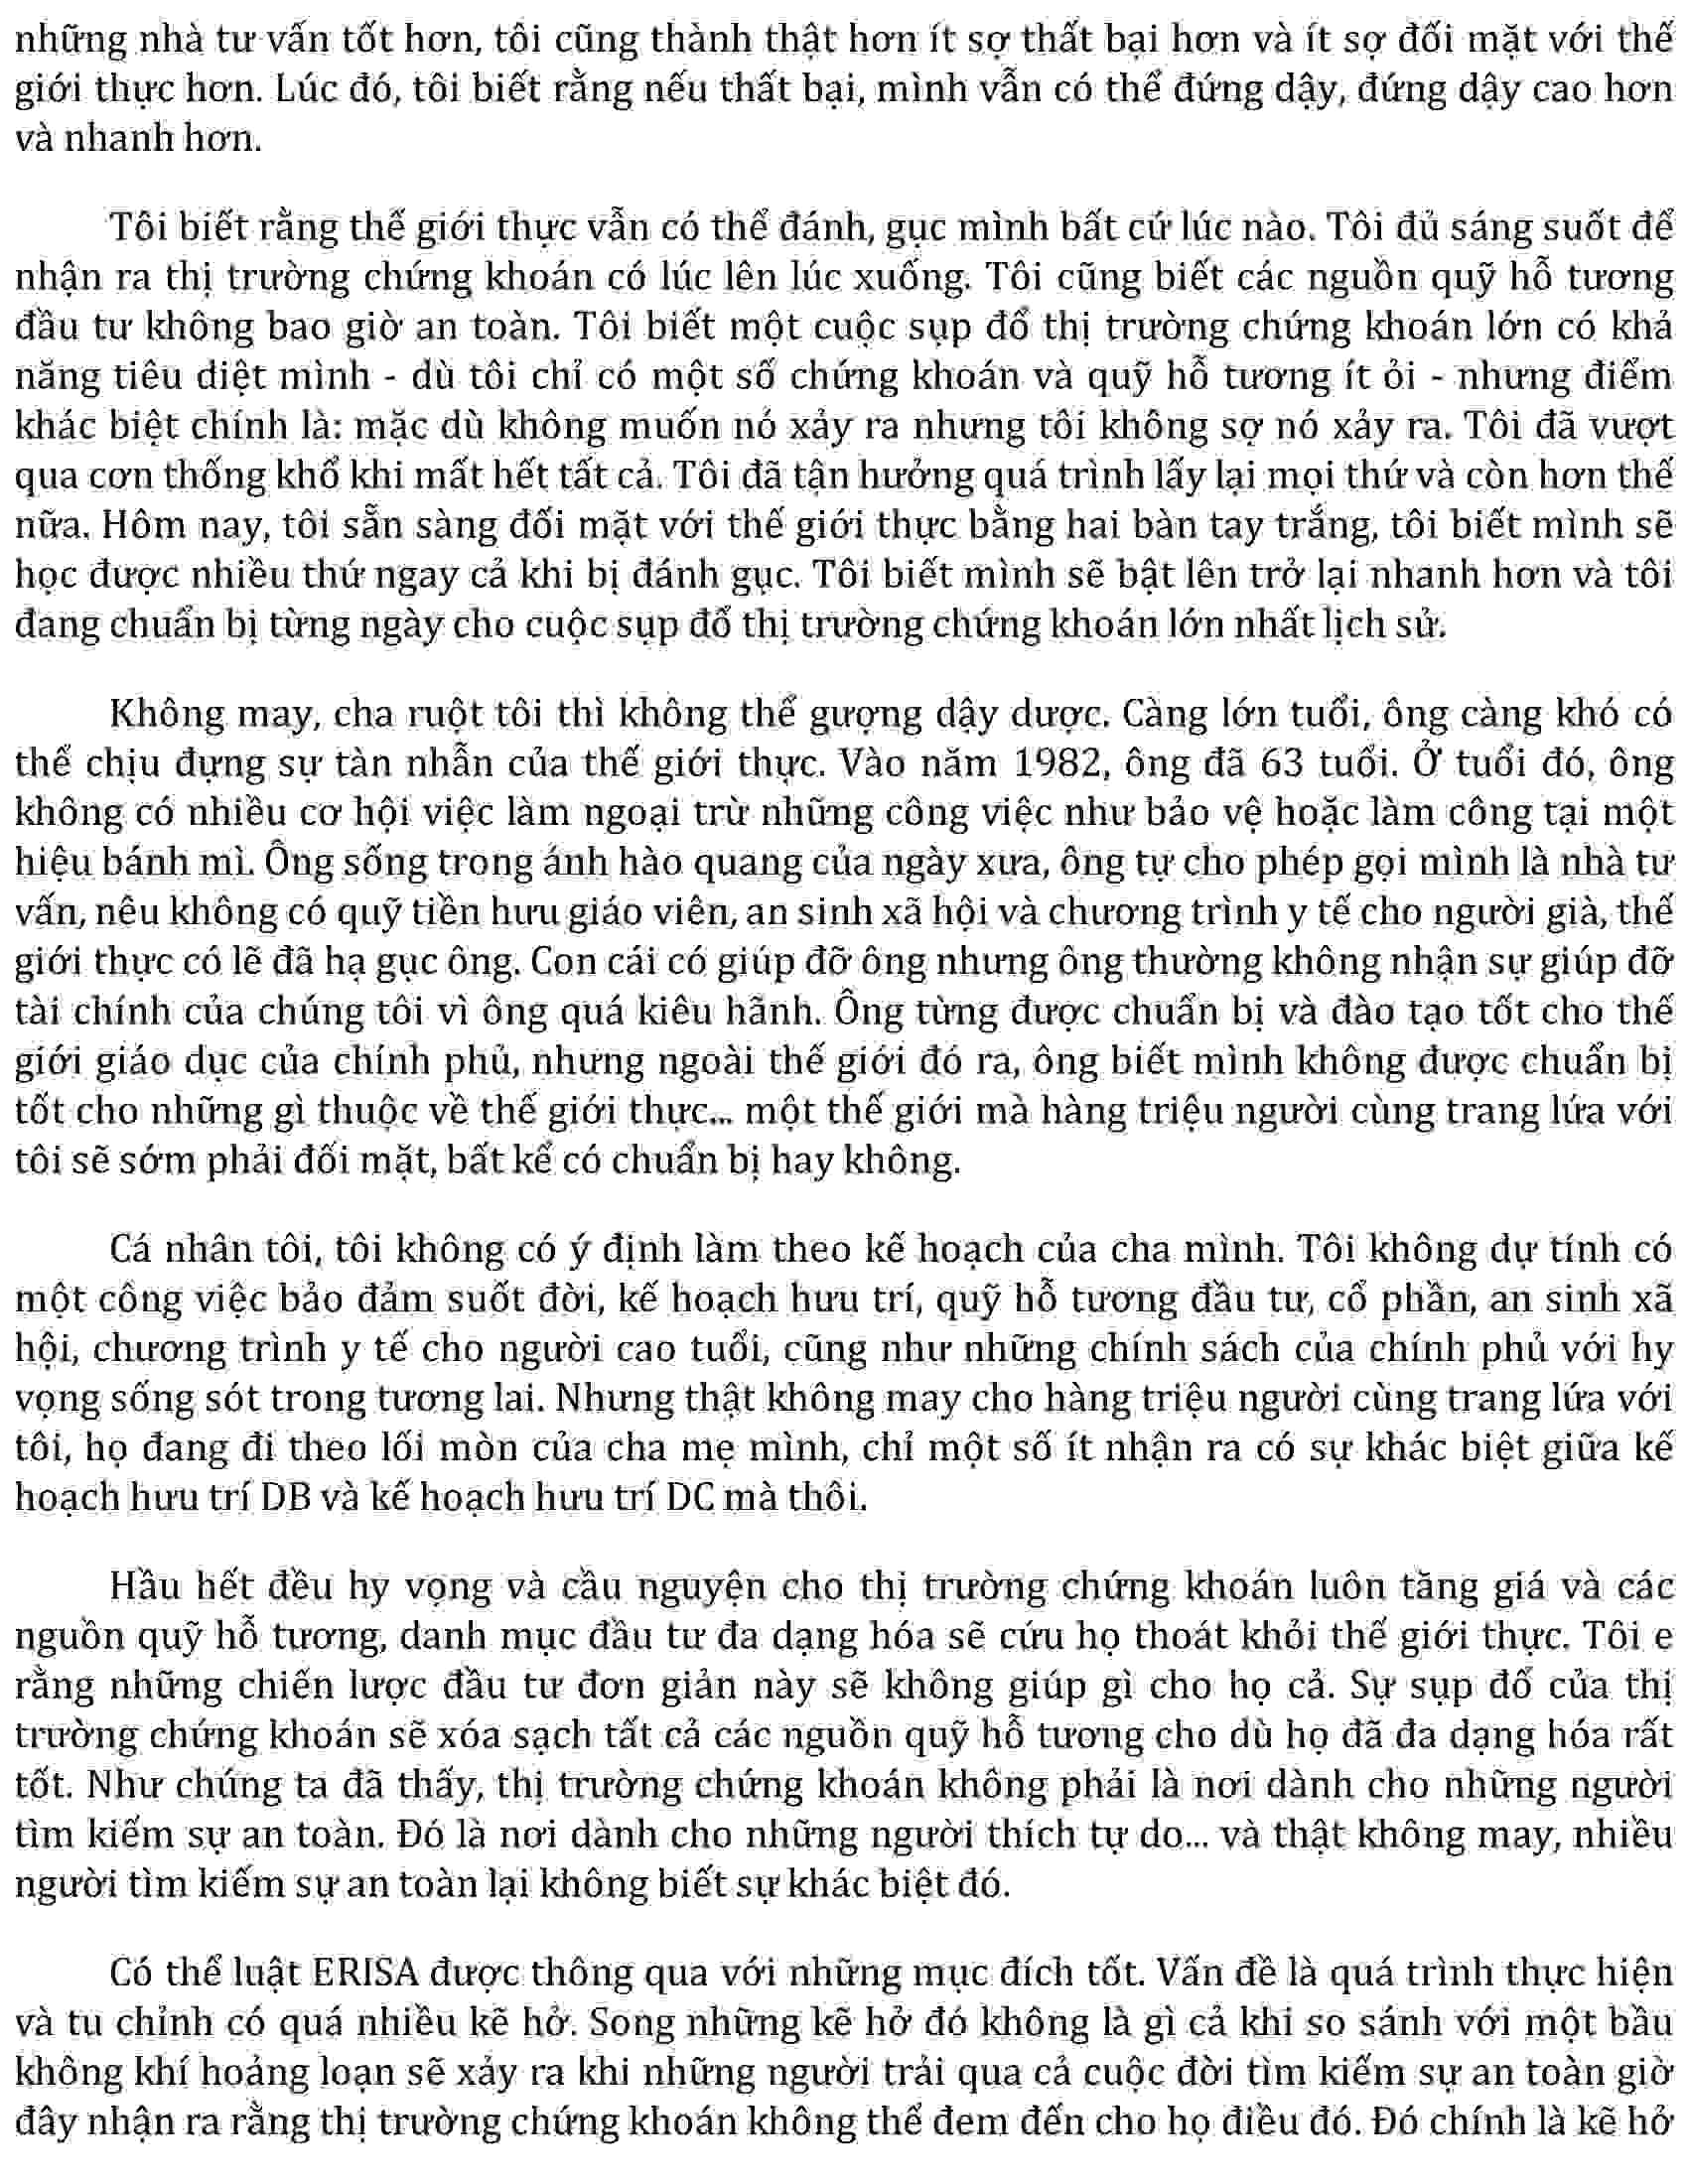 những nhà tư vấn tốt hơn, tôi cũng thành thật hơn ít sợ thất bại hơn và ít sợ đối mặt với thế
giới thực hơn. Lúc đó, tôi biết rằng nếu thất bại, mình vẫn có thể đứng dậy, đứng dậy cao hơn
và nhanh hơn.
Tôi biết rằng thế giới thực vẫn có thể đánh, gục mình bất cứ lúc nào. Tôi đủ sáng suốt để
nhận ra thị trường chứng khoán có lúc lên lúc xuống. Tôi cũng biết các nguồn quỹ hỗ tương
đầu tư không bao giờ an toàn. Tôi biết một cuộc sụp đổ thị trường chứng khoán lớn có khả
năng tiêu diệt mình - dù tôi chỉ có một số chứng khoán và quỹ hỗ tương ít ỏi - nhưng điểm
khác biệt chính là: mặc dù không muốn nó xảy ra nhưng tôi không sợ nó xảy ra. Tôi đã vượt
qua cơn thống khổ khi mất hết tất cả. Tôi đã tận hưởng quá trình lấy lại mọi thứ và còn hơn thế
nữa. Hôm nay, tôi sẵn sàng đối mặt với thế giới thực bằng hai bàn tay trắng, tôi biết mình sẽ
học được nhiều thứ ngay cả khi bị đánh gục. Tôi biết mình sẽ bật lên trở lại nhanh hơn và tôi
đang chuẩn bị từng ngày cho cuộc sụp đổ thị trường chứng khoán lớn nhất lịch sử.
Không may, cha ruột tôi thì không thể gượng dậy dược. Càng lớn tuổi, ông càng khó có
thể chịu đựng sự tàn nhẫn của thế giới thực. Vào năm 1982, ông đã 63 tuổi. Ở tuổi đó, ông
không có nhiều cơ hội việc làm ngoại trừ những công việc như bảo vệ hoặc làm công tại một
hiệu bánh mì. Ông sống trong ánh hào quang của ngày xưa, ông tự cho phép gọi mình là nhà tư
vấn, nêu không có quỹ tiền hưu giáo viên, an sinh xã hội và chương trình y tế cho người già, thế
giới thực có lẽ đã hạ gục ông. Con cái có giúp đỡ ông nhưng ông thường không nhận sự giúp đỡ
tài chính của chúng tôi vì ông quá kiêu hãnh. Ông từng được chuẩn bị và đào tạo tốt cho thế
giới giáo dục của chính phủ, nhưng ngoài thế giới đó ra, ông biết mình không được chuẩn bị
tốt cho những gì thuộc về thế giới thực... một thế giới mà hàng triệu người cùng trang lứa với
tôi sẽ sớm phải đối mặt, bất kể có chuẩn bị hay không.
Cá nhân tôi, tôi không có ý định làm theo kế hoạch của cha mình. Tôi không dự tính có
một công việc bảo đảm suốt đời, kế hoạch hưu trí, quỹ hỗ tương đầu tư, cổ phần, an sinh xã
hội, chương trình y tế cho người cao tuổi, cũng như những chính sách của chính phủ với hy
vọng sống sót trong tương lai. Nhưng thật không may cho hàng triệu người cùng trang lứa với
tôi, họ đang đi theo lối mòn của cha mẹ mình, chỉ một số ít nhận ra có sự khác biệt giữa kế
hoạch hưu trí DB và kế hoạch hưu trí DC mà thôi.
Hầu hết đều hy vọng và cầu nguyện cho thị trường chứng khoán luôn tăng giá và các
nguồn quỹ hỗ tương, danh mục đầu tư đa dạng hóa sẽ cứu họ thoát khỏi thế giới thực. Tôi e
rằng những chiến lược đầu tư đơn giản này sẽ không giúp gì cho họ cả. Sự sụp đổ của thị
trường chứng khoán sẽ xóa sạch tất cả các nguồn quỹ hỗ tương cho dù họ đã đa dạng hóa rất
tốt. Như chúng ta đã thấy, thị trường chứng khoán không phải là nơi dành cho những người
tìm kiếm sự an toàn. Đó là nơi dành cho những người thích tự do... và thật không may, nhiều
người tìm kiếm sự an toàn lại không biết sự khác biệt đó.
Có thể luật ERISA được thông qua với những mục đích tốt. Vấn đề là quá trình thực hiện
và tu chỉnh có quá nhiều kẽ hở. Song những kẽ hở đó không là gì cả khi so sánh với một bầu
không khí hoảng loạn sẽ xảy ra khi những người trải qua cả cuộc đời tìm kiếm sự an toàn giờ
đây nhận ra rằng thị trường chứng khoán không thể đem đến cho họ điều đó. Đó chính là kẽ hở